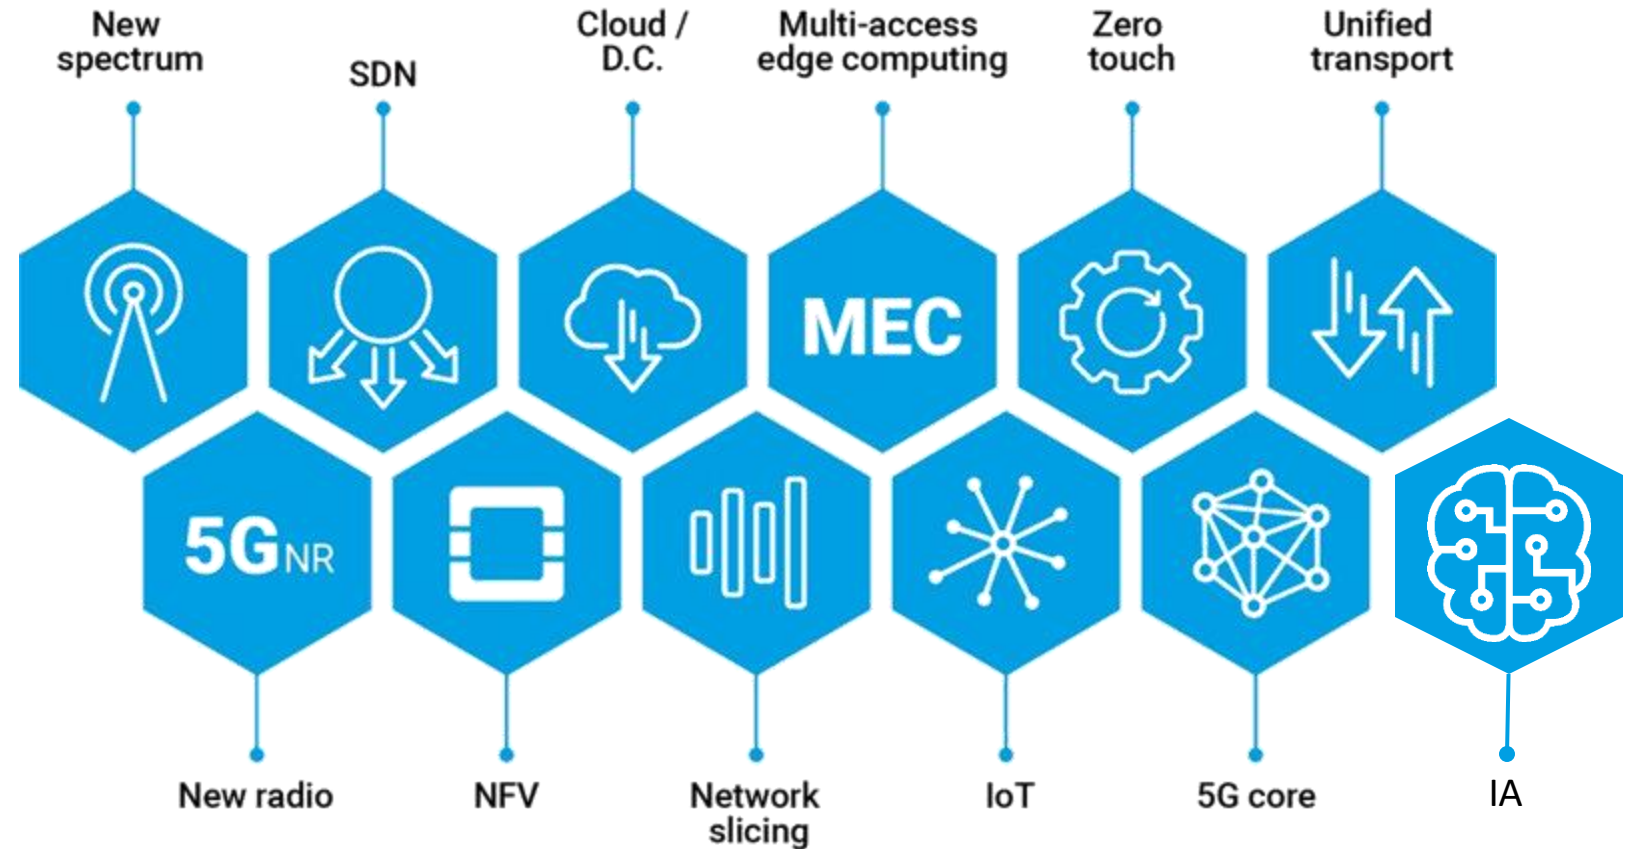 New
spectrum
SDN
Cloud /
D.C.
Multi-access
edge computing
Zero
touch
Unified
transport
MEC
5G NR
New radio
NFV
Network
slicing
IoT
5G core
IA